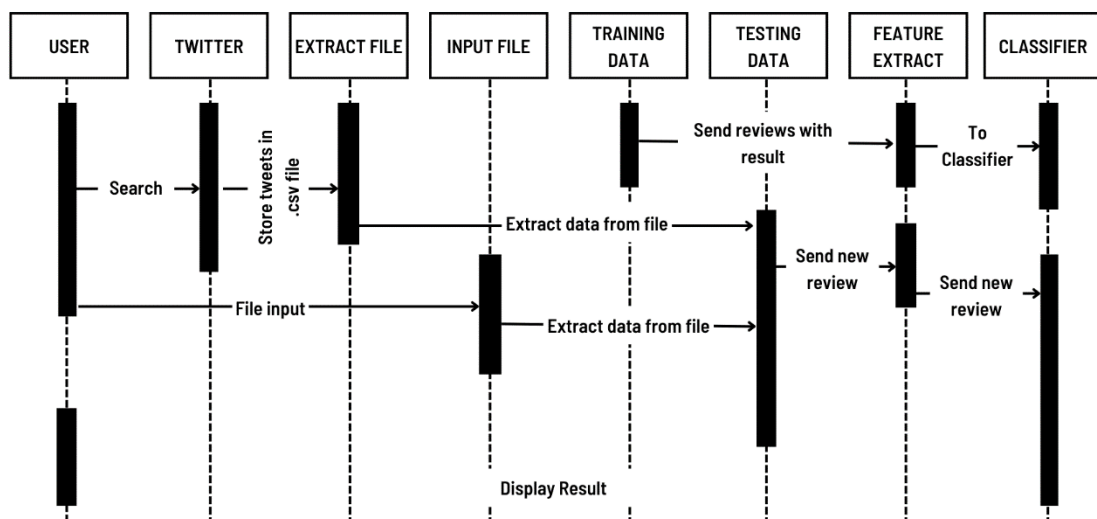 USER
TWITTER
EXTRACT FILE
INPUT FILE
TRAINING
DATA
TESTING
DATA
FEATURE
EXTRACT
CLASSIFIER
Send reviews with
result
To
Classifier
Search
Store tweets in
.csv file
Extract data from file
Send new
review
Send new
review
File input
Extract data from file
Display Result